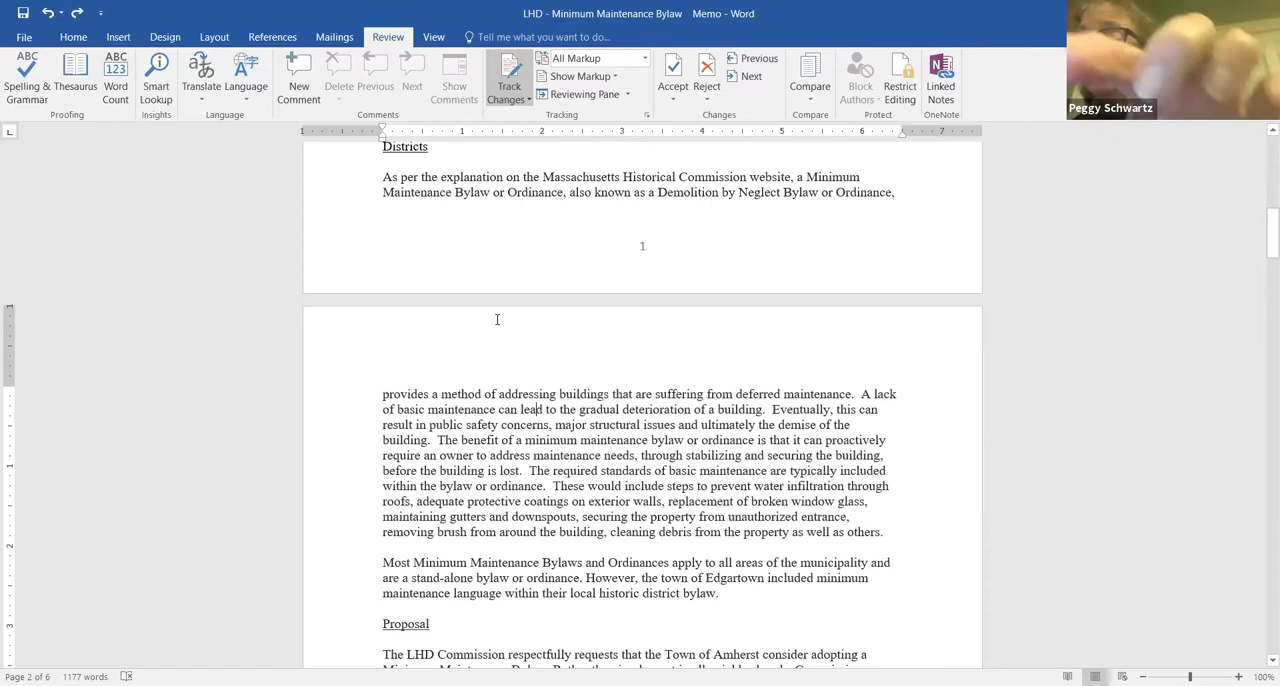 LHD - Minimum Maintenance Bylaw Memo - Word
File Home Insert Design Layout References Mailings Review View Tell me what you want to do...
ABC
Spelling & Grammar
Thesaurus
ABC
123
Word Count
Smart Lookup
Translate
Language
New Comment
Delete
Previous
Next
Show Comments
Track Changes
All Markup
Show Markup
Reviewing Pane
Accept
Reject
Previous
Next
Compare
Block Authors
Restrict Editing
Linked Notes
Proofing Insights Language Comments Tracking Changes Compare Protect OneNote
Peggy Schwartz
1 1 2 3 4 5 6 7
Districts
As per the explanation on the Massachusetts Historical Commission website, a Minimum
Maintenance Bylaw or Ordinance, also known as a Demolition by Neglect Bylaw or Ordinance,
1
provides a method of addressing buildings that are suffering from deferred maintenance. A lack
of basic maintenance can lead to the gradual deterioration of a building. Eventually, this can
result in public safety concerns, major structural issues and ultimately the demise of the
building. The benefit of a minimum maintenance bylaw or ordinance is that it can proactively
require an owner to address maintenance needs, through stabilizing and securing the building,
before the building is lost. The required standards of basic maintenance are typically included
within the bylaw or ordinance. These would include steps to prevent water infiltration through
roofs, adequate protective coatings on exterior walls, replacement of broken window glass,
maintaining gutters and downspouts, securing the property from unauthorized entrance,
removing brush from around the building, cleaning debris from the property as well as others.
Most Minimum Maintenance Bylaws and Ordinances apply to all areas of the municipality and
are a stand-alone bylaw or ordinance. However, the town of Edgartown included minimum
maintenance language within their local historic district bylaw.
Proposal
The LHD Commission respectfully requests that the Town of Amherst consider adopting a
Page 2 of 6 1177 words
100%